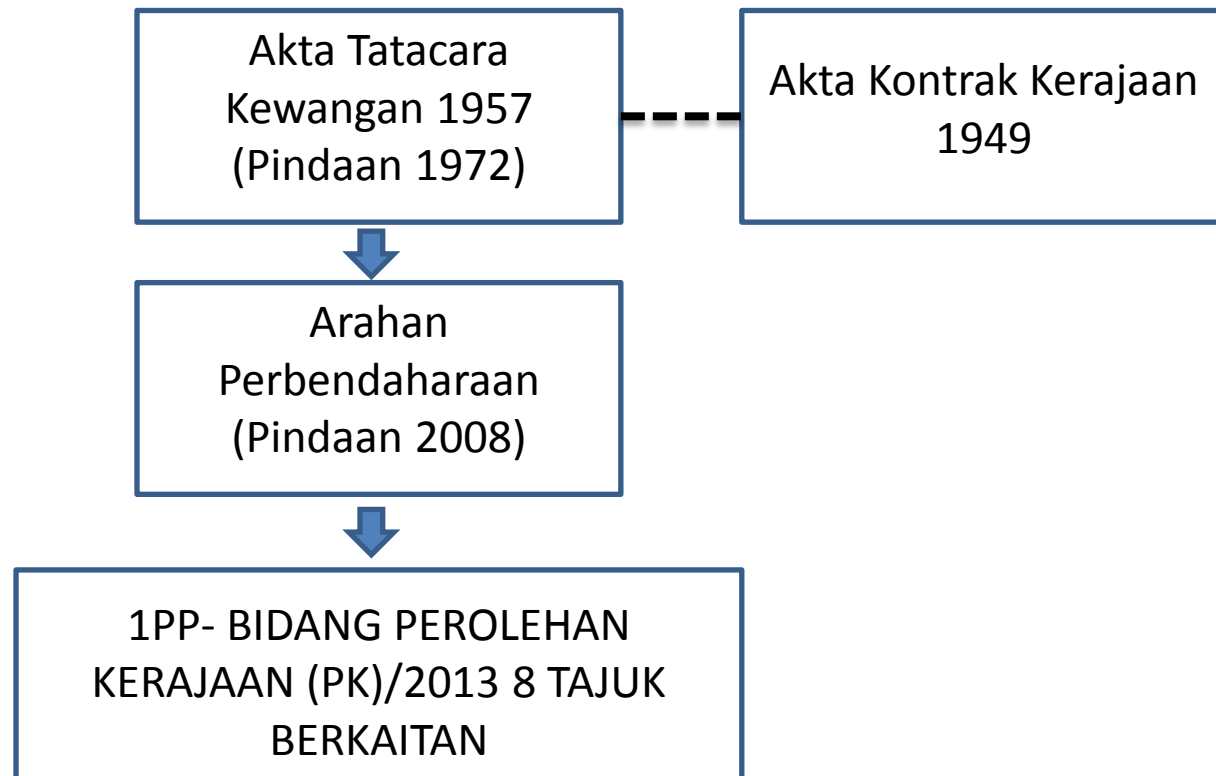 Akta Tatacara
Kewangan 1957
(Pindaan 1972)
Akta Kontrak Kerajaan
1949
Arahan
Perbendaharaan
(Pindaan 2008)
1PP- BIDANG PEROLEHAN
KERAJAAN (PK)/2013 8 TAJUK
BERKAITAN